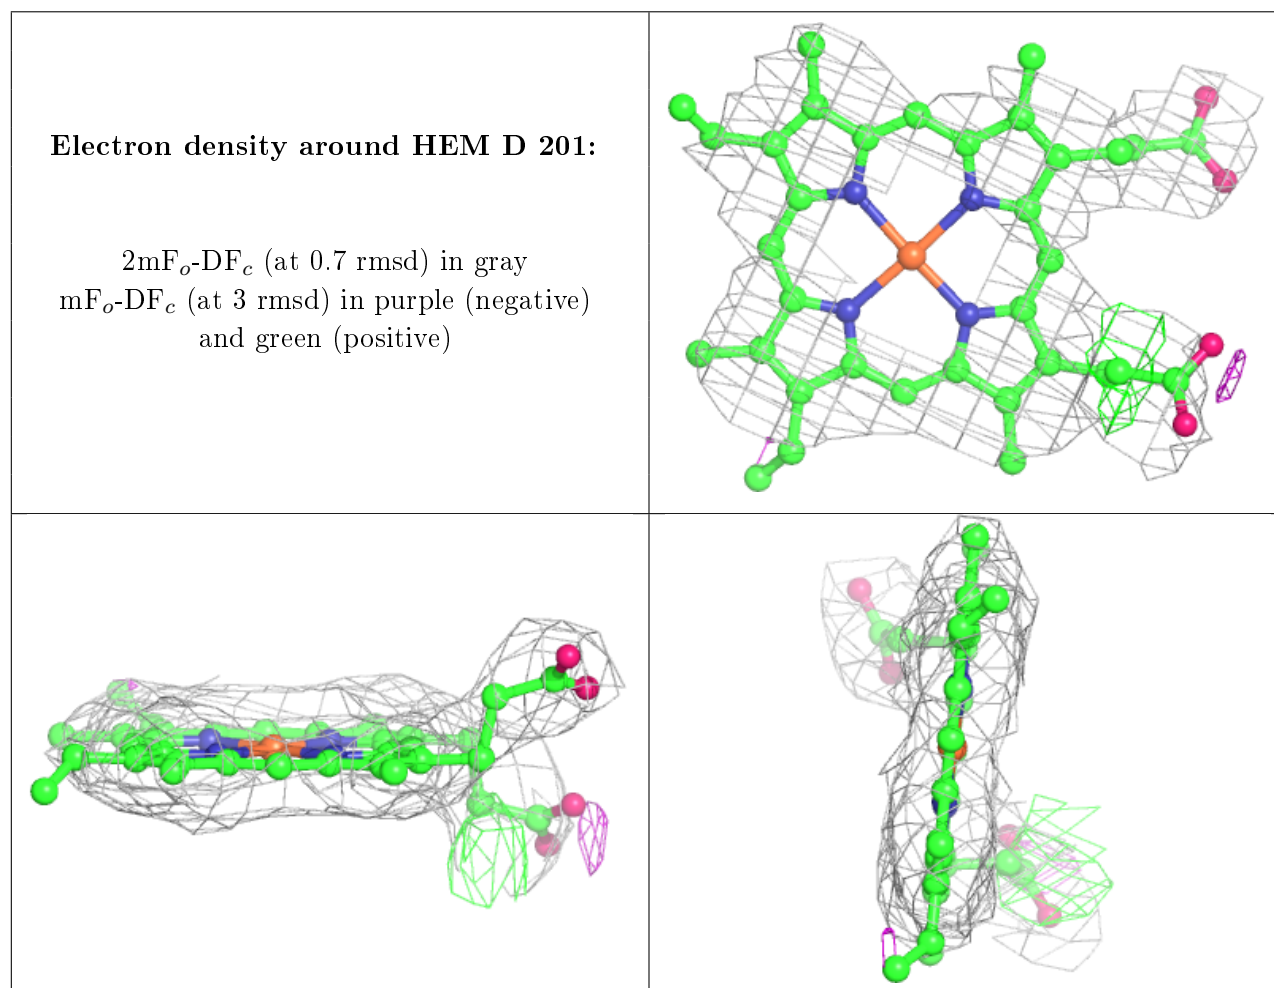 Electron density around HEM D 201:
2mFₒ-DF𝑐 (at 0.7 rmsd) in gray
mFₒ-DF𝑐 (at 3 rmsd) in purple (negative)
and green (positive)